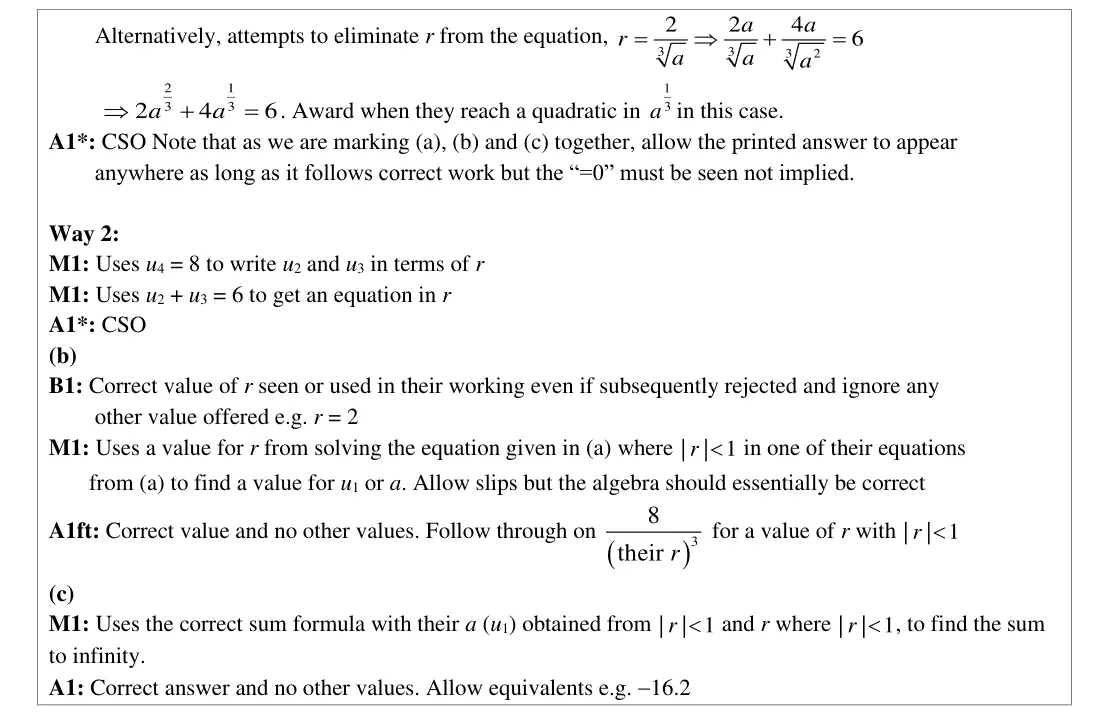 Alternatively, attempts to eliminate r from the equation, r = 2/∛a ⇒ 2a/∛a + 4a/∛a² = 6
⇒ 2a^(2/3) + 4a^(1/3) = 6. Award when they reach a quadratic in a^(1/3) in this case.
A1*: CSO Note that as we are marking (a), (b) and (c) together, allow the printed answer to appear
anywhere as long as it follows correct work but the “=0” must be seen not implied.
Way 2:
M1: Uses u₄ = 8 to write u₂ and u₃ in terms of r
M1: Uses u₂ + u₃ = 6 to get an equation in r
A1*: CSO
(b)
B1: Correct value of r seen or used in their working even if subsequently rejected and ignore any
other value offered e.g. r = 2
M1: Uses a value for r from solving the equation given in (a) where |r|<1 in one of their equations
from (a) to find a value for u₁ or a. Allow slips but the algebra should essentially be correct
A1ft: Correct value and no other values. Follow through on 8/(their r)³ for a value of r with |r|<1
(c)
M1: Uses the correct sum formula with their a (u₁) obtained from |r|<1 and r where |r|<1, to find the sum
to infinity.
A1: Correct answer and no other values. Allow equivalents e.g. −16.2